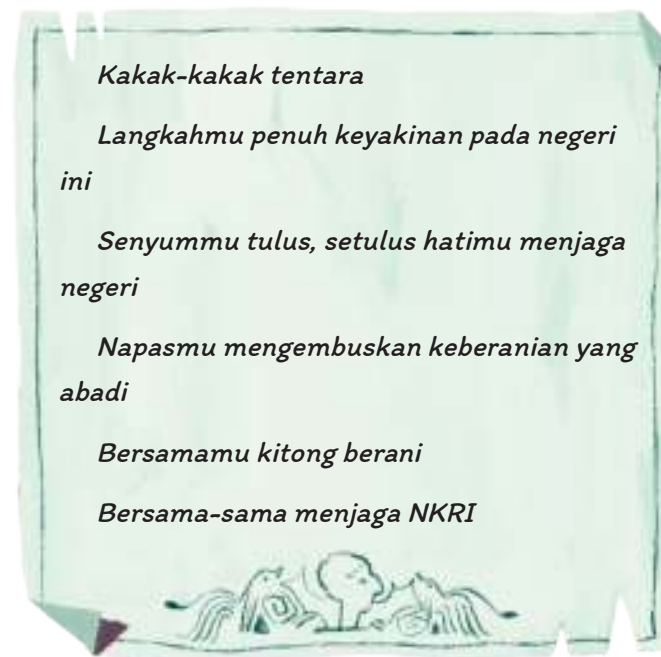 Kakak-kakak tentara
Langkahmu penuh keyakinan pada negeri
ini
Senyummu tulus, setulus hatimu menjaga
negeri
Napasmu mengembuskan keberanian yang
abadi
Bersamamu kitong berani
Bersama-sama menjaga NKRI